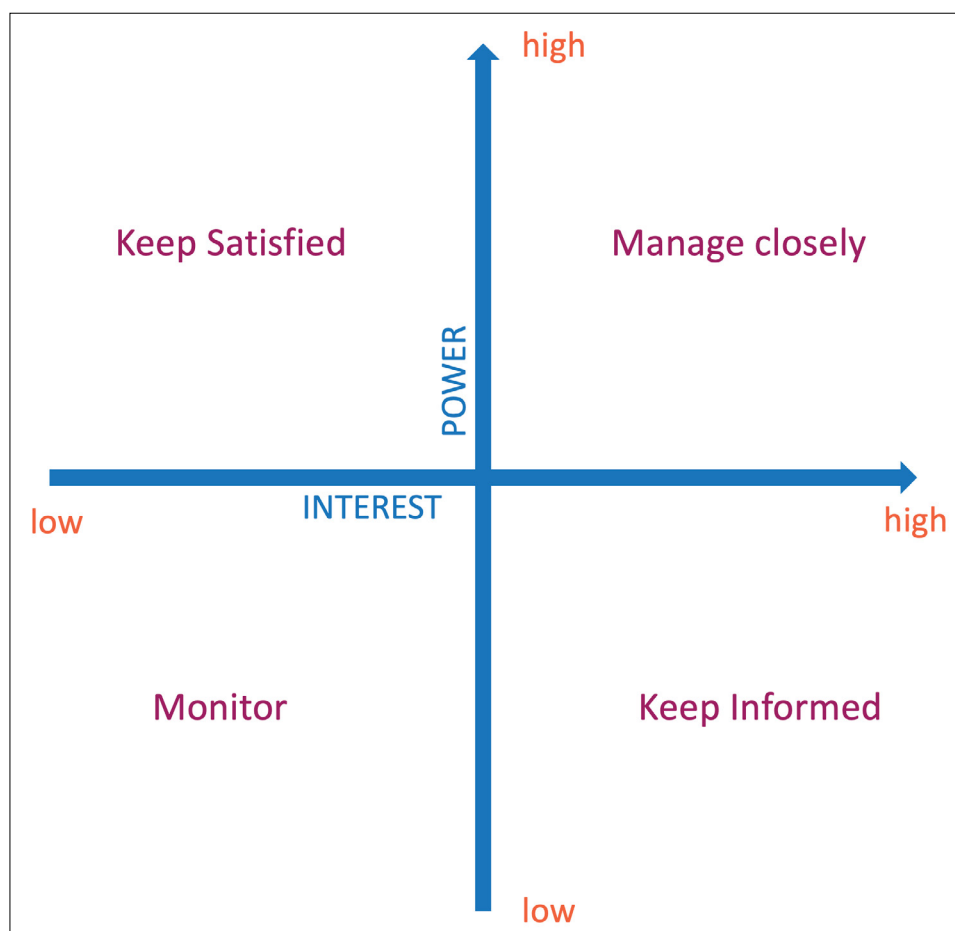 high
Keep Satisfied
Manage closely
POWER
INTEREST
low
high
Monitor
Keep Informed
low